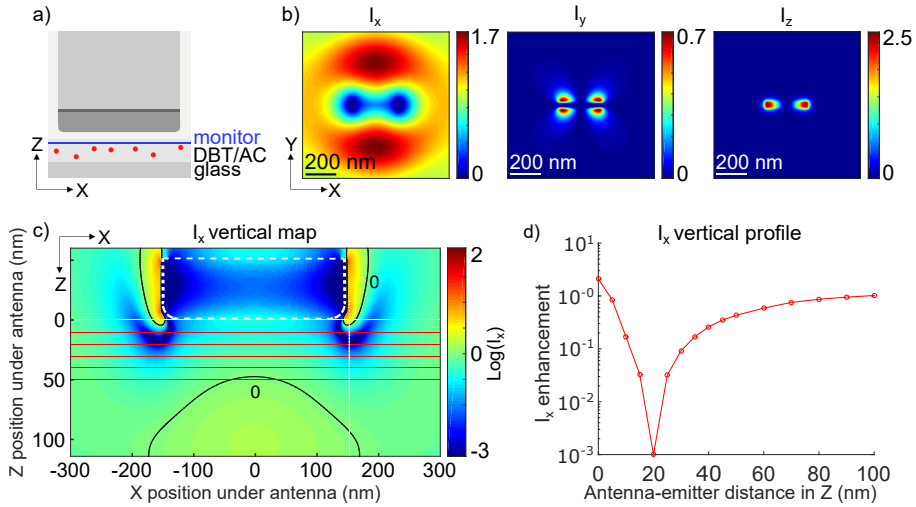 a)
monitor
DBT/AC
glass
Z
X
b)
Ix
1.7
0
Y
X
200 nm
Iy
0.7
0
200 nm
Iz
2.5
0
200 nm
c)
Ix vertical map
X
Z
0
0
Z position under antenna (nm)
0
50
100
-300 -200 -100 0 100 200 300
X position under antenna (nm)
2
0
-3
Log(Ix)
d)
Ix vertical profile
Ix enhancement
10^1
10^-0
10^-1
10^-2
10^-3
0 20 40 60 80 100
Antenna-emitter distance in Z (nm)